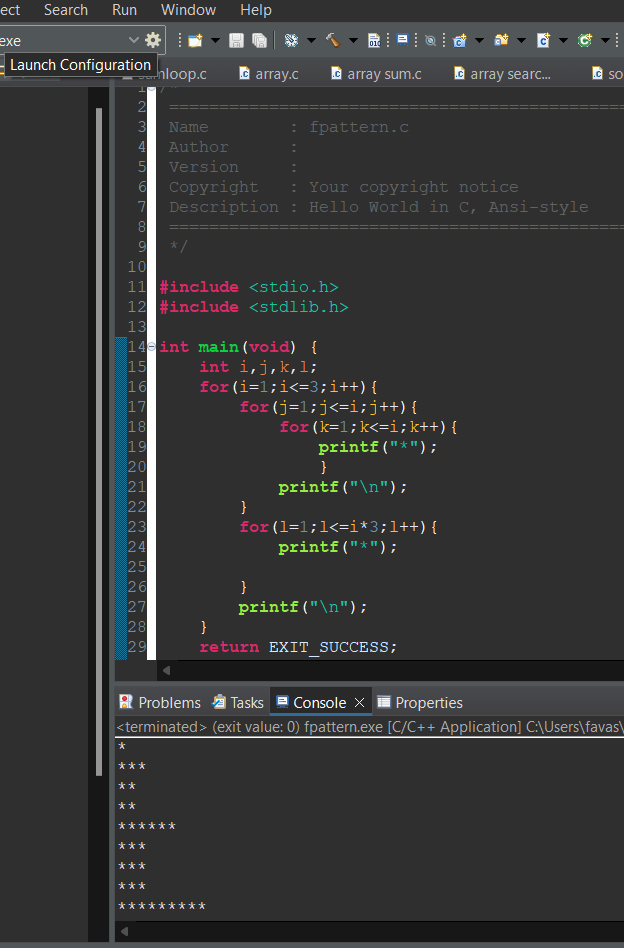 ect Search Run Window Help
exe
Launch Configuration
loop.c array.c array sum.c array searc... so
1 /*
2 ================================================
3 Name : fpattern.c
4 Author :
5 Version :
6 Copyright : Your copyright notice
7 Description : Hello World in C, Ansi-style
8 ================================================
9 */
10
11 #include <stdio.h>
12 #include <stdlib.h>
13
14 int main(void) {
15 int i,j,k,l;
16 for(i=1;i<=3;i++){
17 for(j=1;j<=i;j++){
18 for(k=1;k<=i;k++){
19 printf("*");
20 }
21 printf("\n");
22 }
23 for(l=1;l<=i*3;l++){
24 printf("*");
25
26 }
27 printf("\n");
28 }
29 return EXIT_SUCCESS;
Problems Tasks Console Properties
<terminated> (exit value: 0) fpattern.exe [C/C++ Application] C:\Users\favas\
*
***
**
**
******
***
***
***
*********